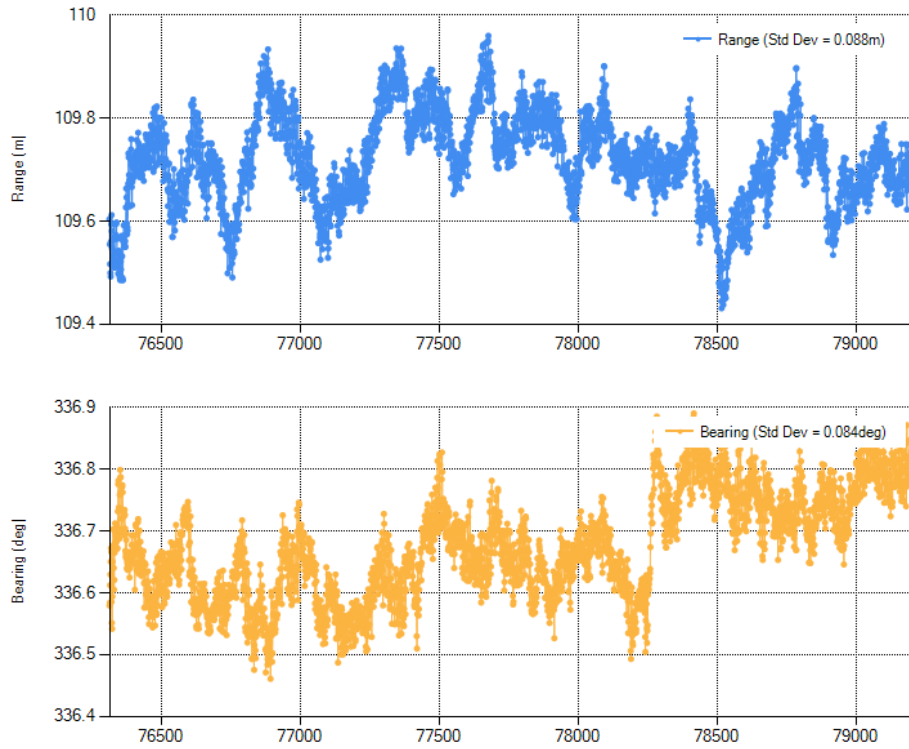 110
Range (Std Dev = 0.088m)
109.8
Range (m|
109.6
109.4
76500 77000 77500 78000 78500 79000
336.9
Bearing (Std Dev = 0.084deg)
336.8
336.7
Bearing (deg|
336.6
336.5
336.4
76500 77000 77500 78000 78500 79000